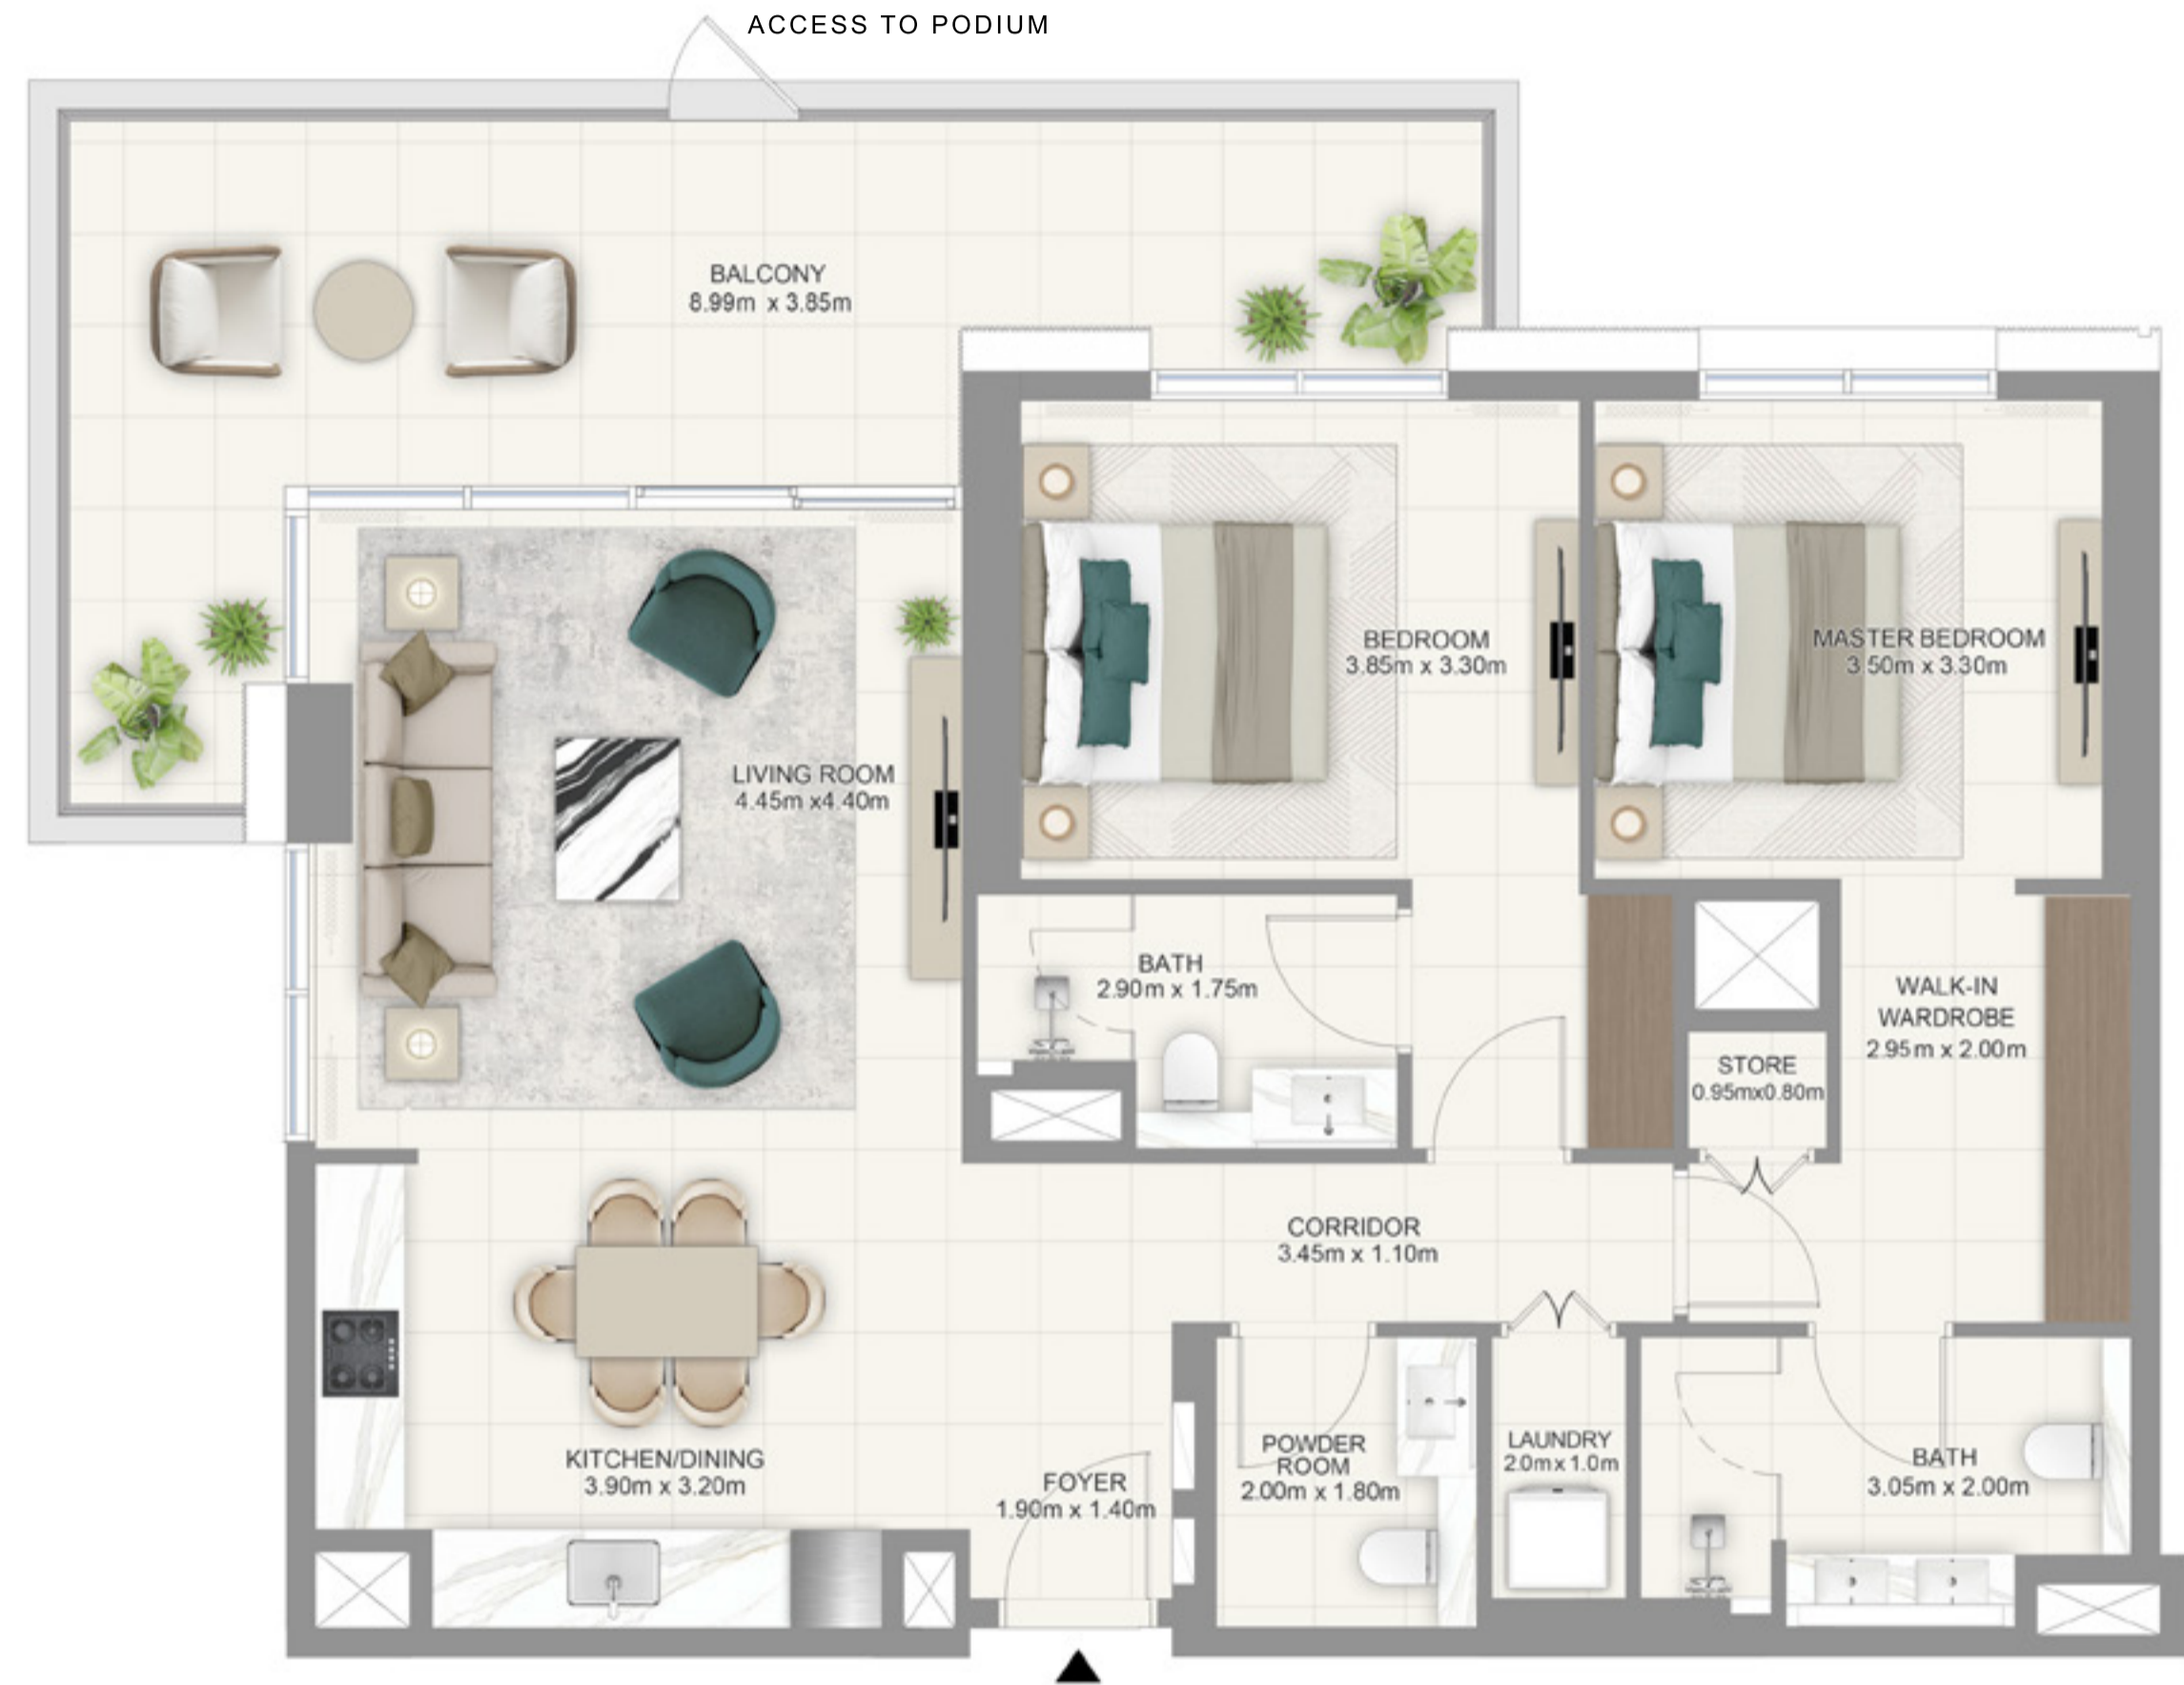 ACCESS TO PODIUM
BALCONY
8.99m x 3.85m
BEDROOM
3.85m x 3.30m
MASTER BEDROOM
3.50m x 3.30m
LIVING ROOM
4.45m x4.40m
BATH
2.90m x 1.75m
WALK-IN
WARDROBE
2.95m x 2.00m
STORE
0.95mx0.80m
CORRIDOR
3.45m x 1.10m
KITCHEN/DINING
3.90m x 3.20m
FOYER
1.90m x 1.40m
POWDER
ROOM
2.00m x 1.80m
LAUNDRY
2.0m x 1.0m
BATH
3.05m x 2.00m